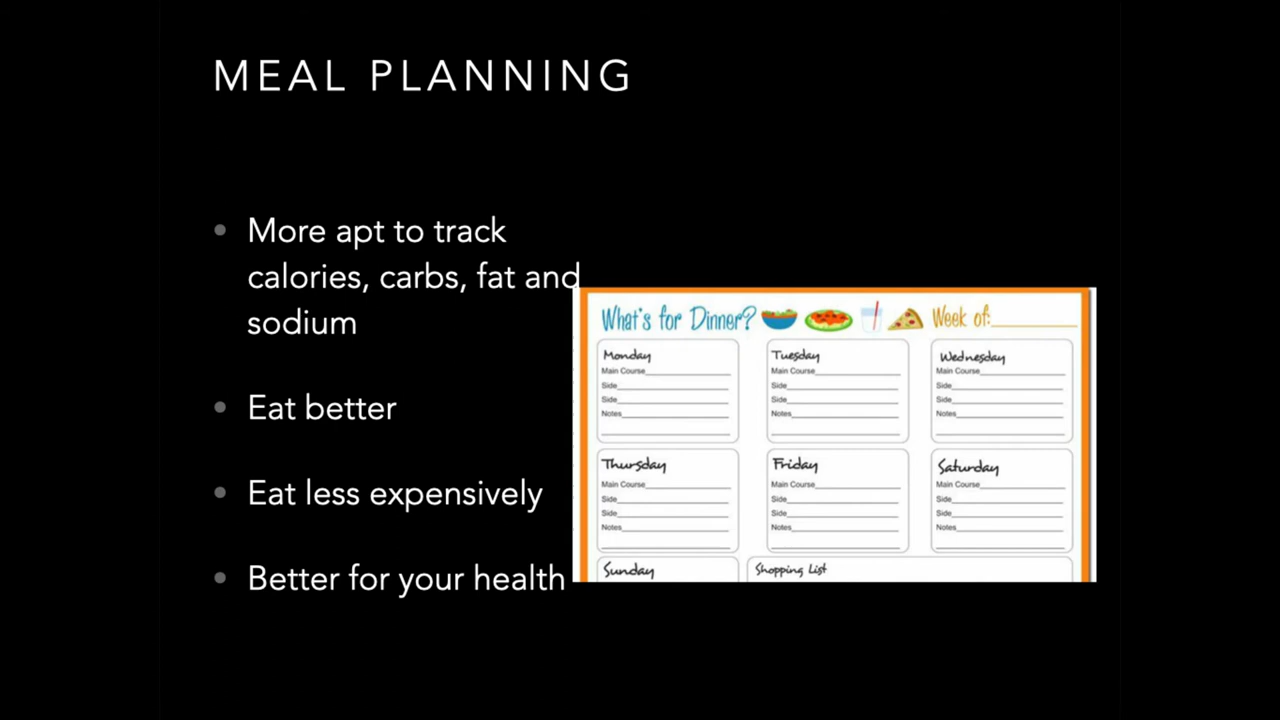 MEAL PLANNING
• More apt to track
calories, carbs, fat and
sodium
• Eat better
• Eat less expensively
• Better for your health
What's for Dinner? Week of:__________
Monday
Main Course
Side
Side
Notes
Tuesday
Main Course
Side
Side
Notes
Wednesday
Main Course
Side
Side
Notes
Thursday
Main Course
Side
Side
Notes
Friday
Main Course
Side
Side
Notes
Saturday
Main Course
Side
Side
Notes
Sunday
Shopping List